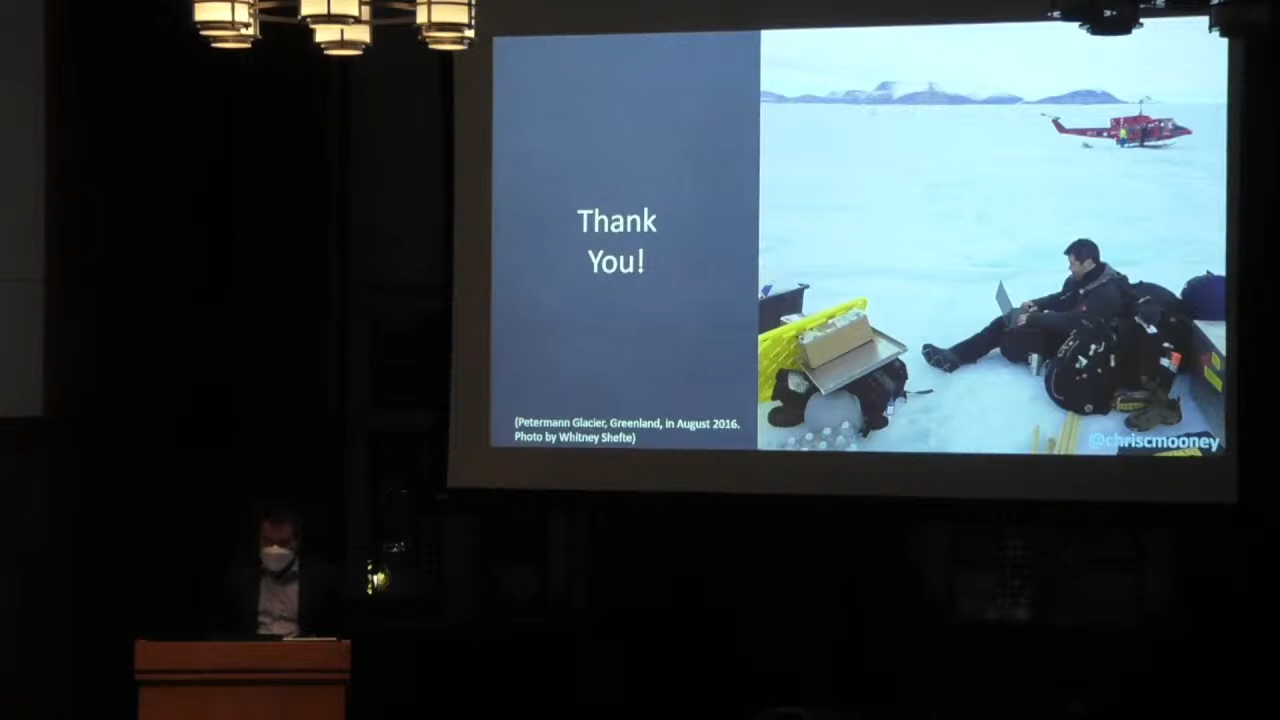 Thank
You!
(Petermann Glacier, Greenland, in August 2016.
Photo by Whitney Shefte)
@chriscmooney